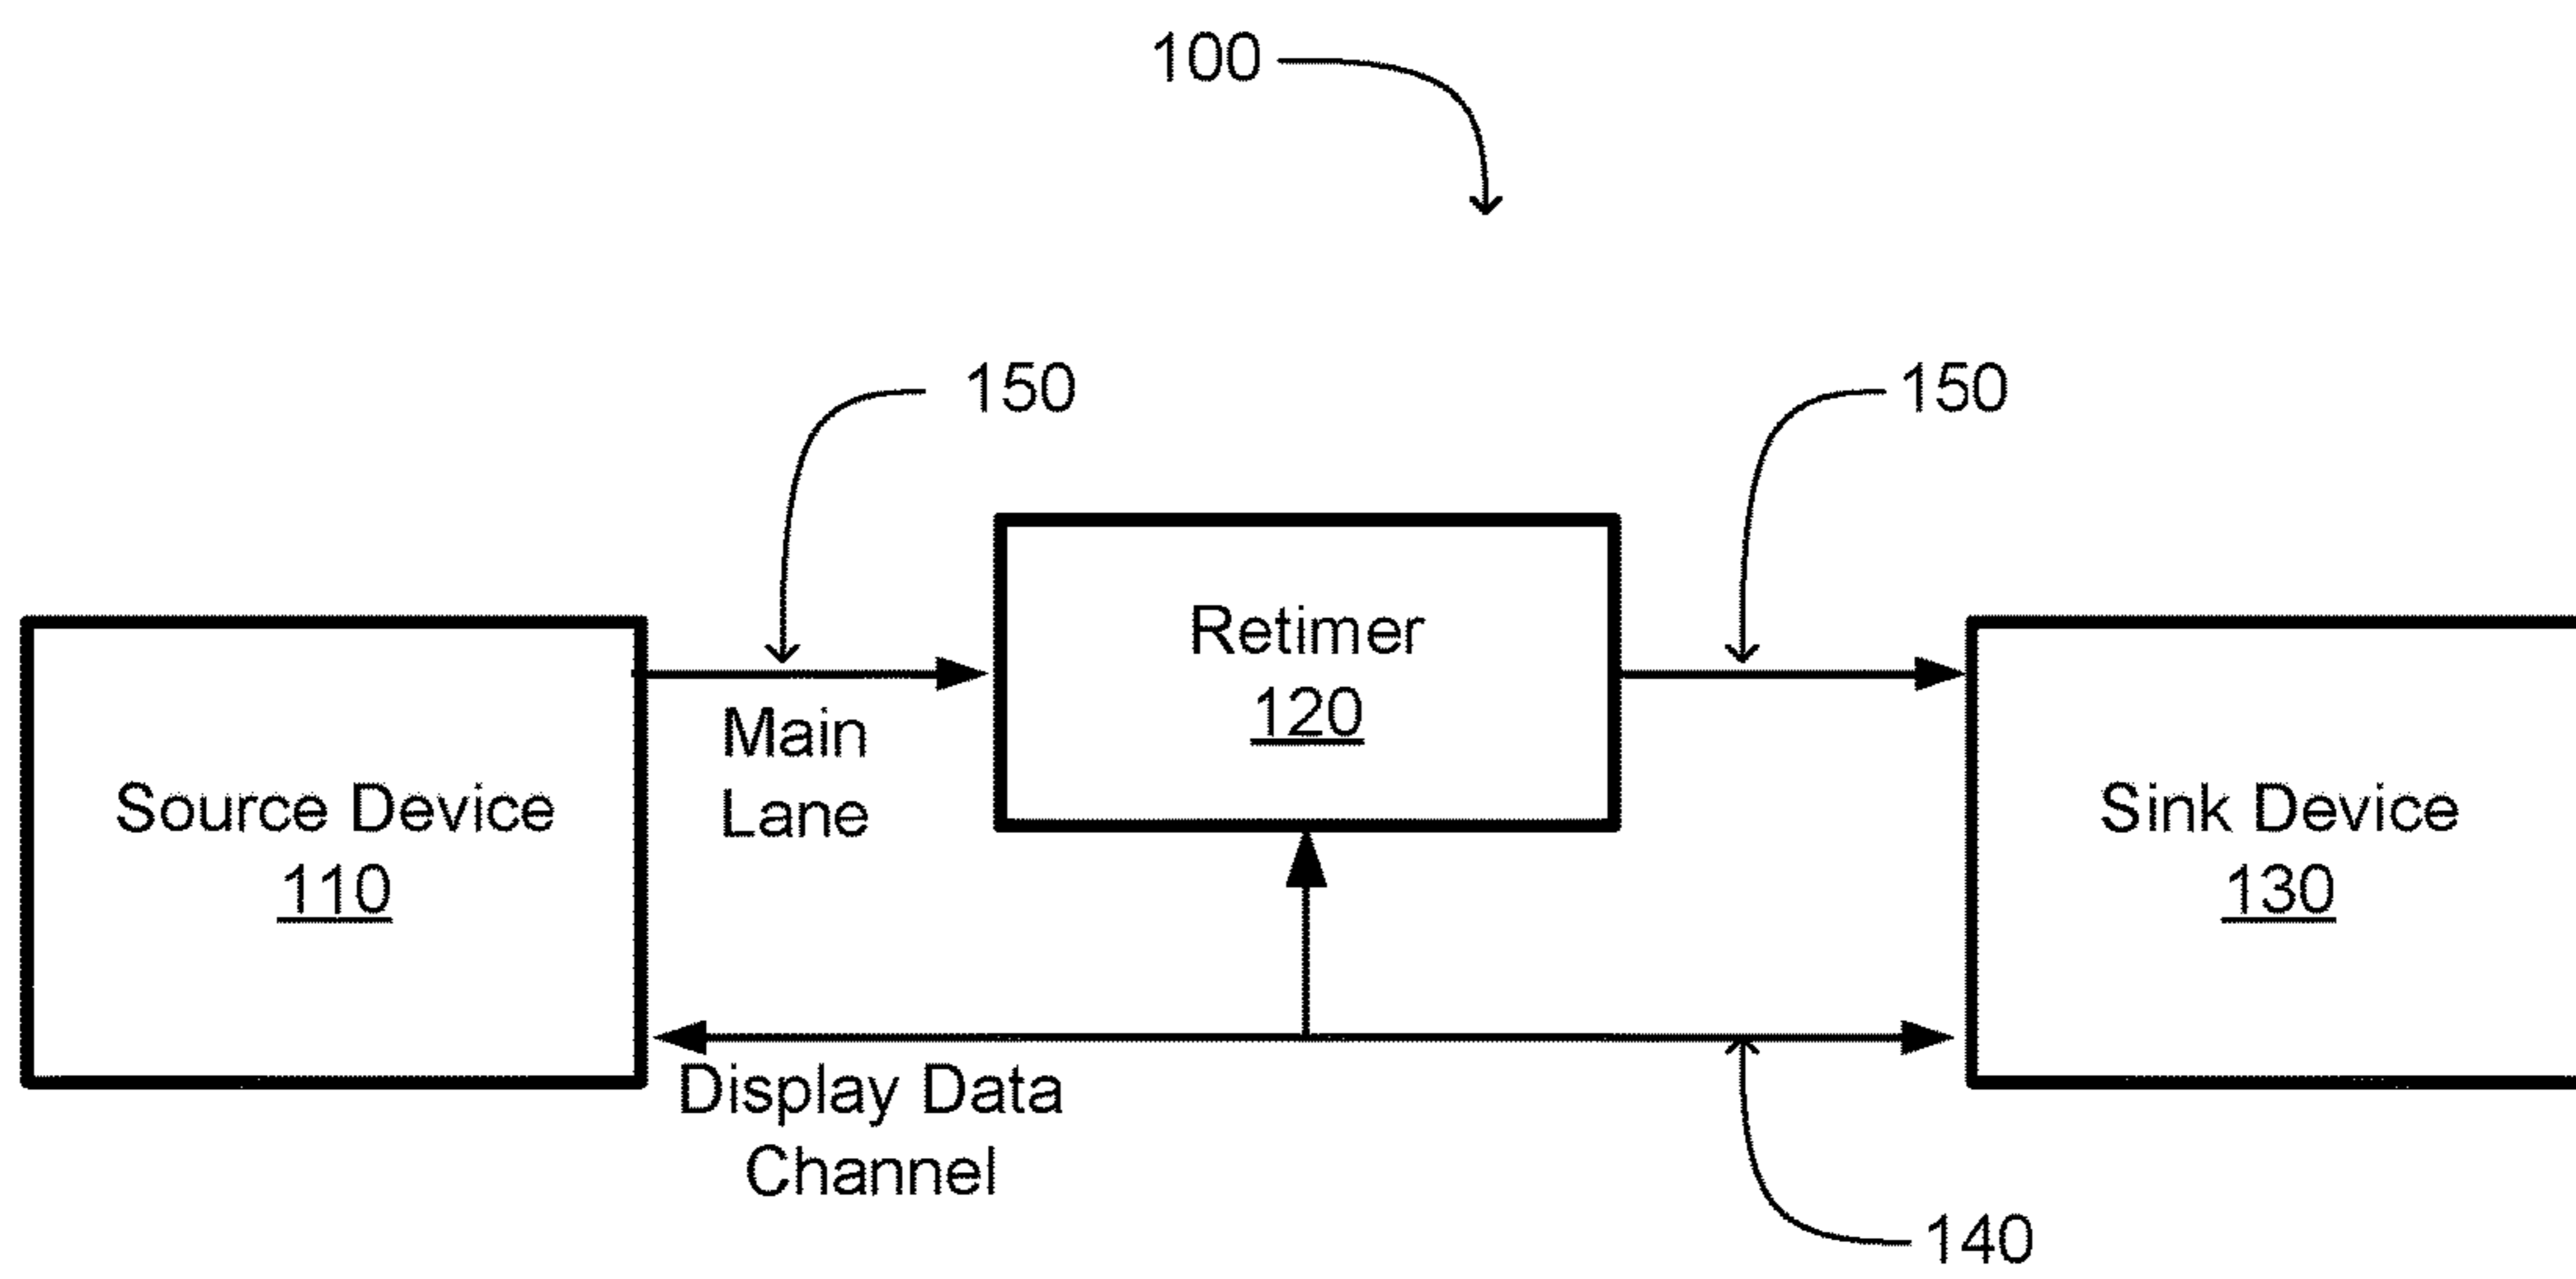 100
150
150
Retimer
120
Main
Lane
Source Device
110
Sink Device
130
Display Data
Channel
140